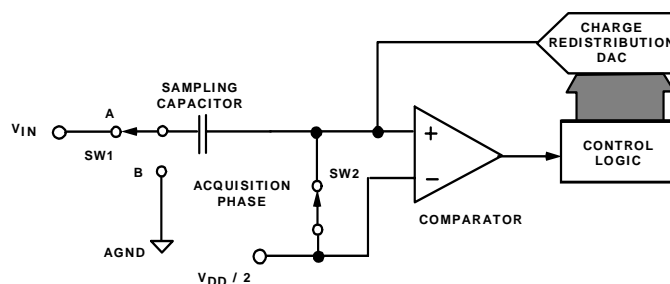 CHARGE
REDISTRIBUTION
DAC
SAMPLING
CAPACITOR
A
VIN
SW1
+
CONTROL
LOGIC
B
ACQUISITION
PHASE
SW2
−
COMPARATOR
AGND
VDD / 2